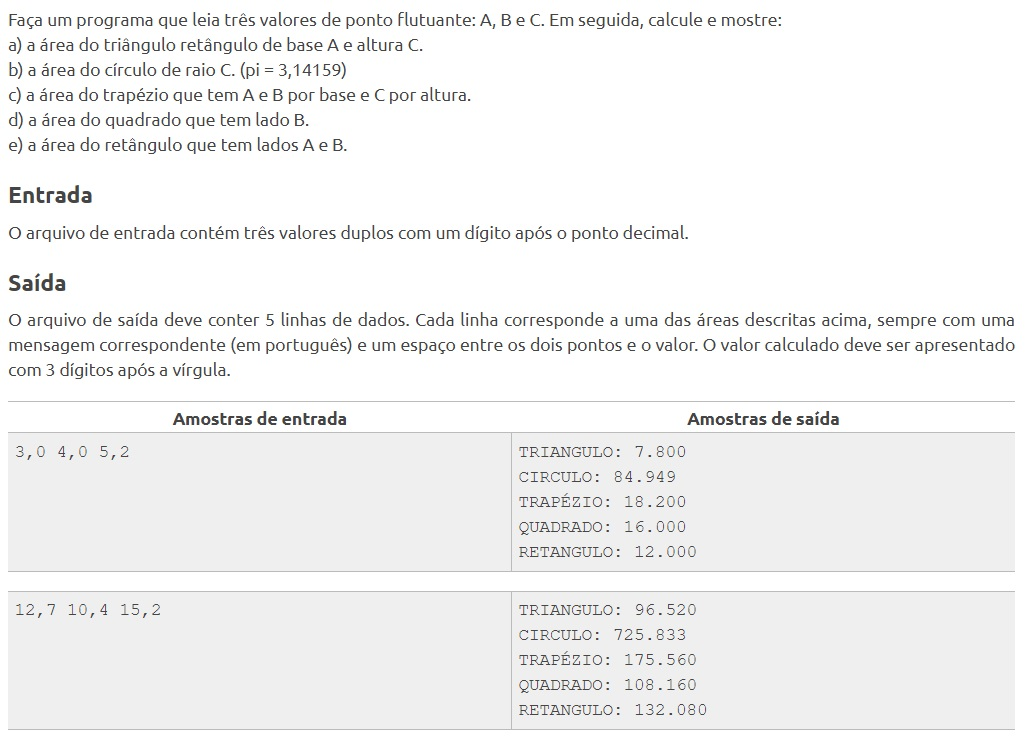 Faça um programa que leia três valores de ponto flutuante: A, B e C. Em seguida, calcule e mostre:
a) a área do triângulo retângulo de base A e altura C.
b) a área do círculo de raio C. (pi = 3,14159)
c) a área do trapézio que tem A e B por base e C por altura.
d) a área do quadrado que tem lado B.
e) a área do retângulo que tem lados A e B.
Entrada
O arquivo de entrada contém três valores duplos com um dígito após o ponto decimal.
Saída
O arquivo de saída deve conter 5 linhas de dados. Cada linha corresponde a uma das áreas descritas acima, sempre com uma
mensagem correspondente (em português) e um espaço entre os dois pontos e o valor. O valor calculado deve ser apresentado
com 3 dígitos após a vírgula.
Amostras de entrada Amostras de saída
3,0 4,0 5,2
TRIANGULO: 7.800
CIRCULO: 84.949
TRAPÉZIO: 18.200
QUADRADO: 16.000
RETANGULO: 12.000
12,7 10,4 15,2
TRIANGULO: 96.520
CIRCULO: 725.833
TRAPÉZIO: 175.560
QUADRADO: 108.160
RETANGULO: 132.080